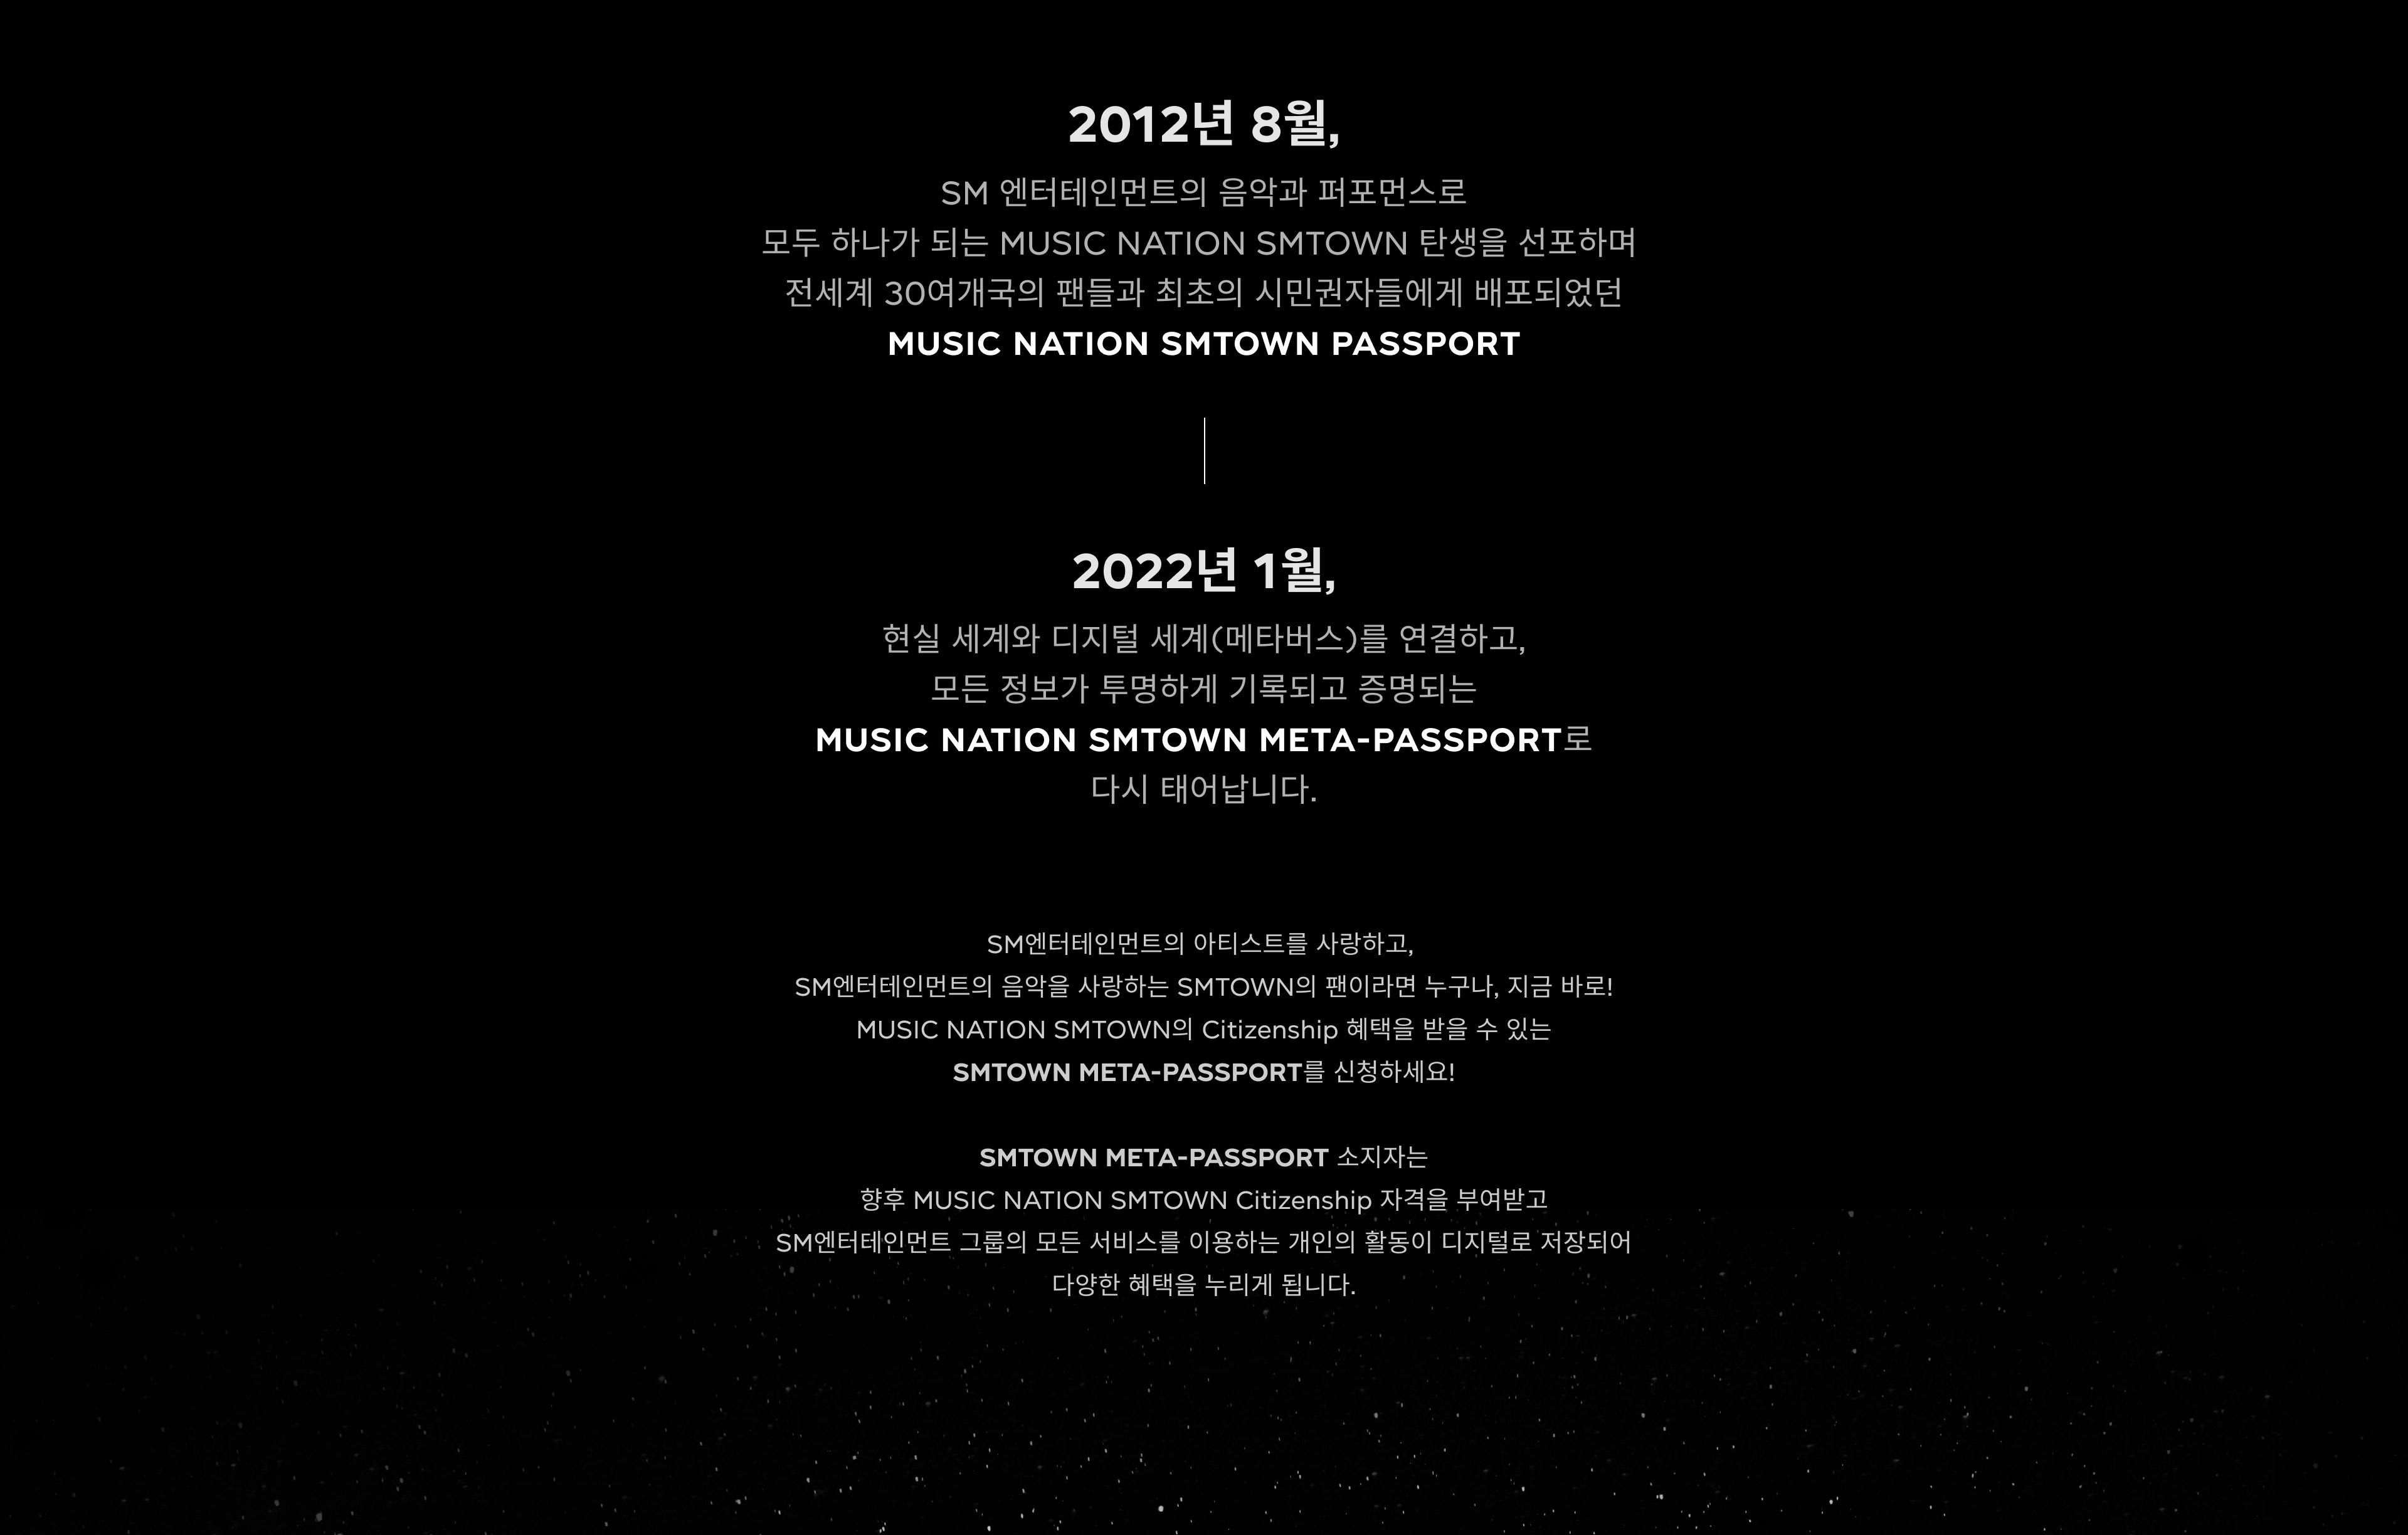 2012년 8월,
SM 엔터테인먼트의 음악과 퍼포먼스로
모두 하나가 되는 MUSIC NATION SMTOWN 탄생을 선포하며
전세계 30여개국의 팬들과 최초의 시민권자들에게 배포되었던
MUSIC NATION SMTOWN PASSPORT
2022년 1월,
현실 세계와 디지털 세계(메타버스)를 연결하고,
모든 정보가 투명하게 기록되고 증명되는
MUSIC NATION SMTOWN META-PASSPORT로
다시 태어납니다.
SM엔터테인먼트의 아티스트를 사랑하고,
SM엔터테인먼트의 음악을 사랑하는 SMTOWN의 팬이라면 누구나, 지금 바로!
MUSIC NATION SMTOWN의 Citizenship 혜택을 받을 수 있는
SMTOWN META-PASSPORT를 신청하세요!
SMTOWN META-PASSPORT 소지자는
향후 MUSIC NATION SMTOWN Citizenship 자격을 부여받고
SM엔터테인먼트 그룹의 모든 서비스를 이용하는 개인의 활동이 디지털로 저장되어
다양한 혜택을 누리게 됩니다.